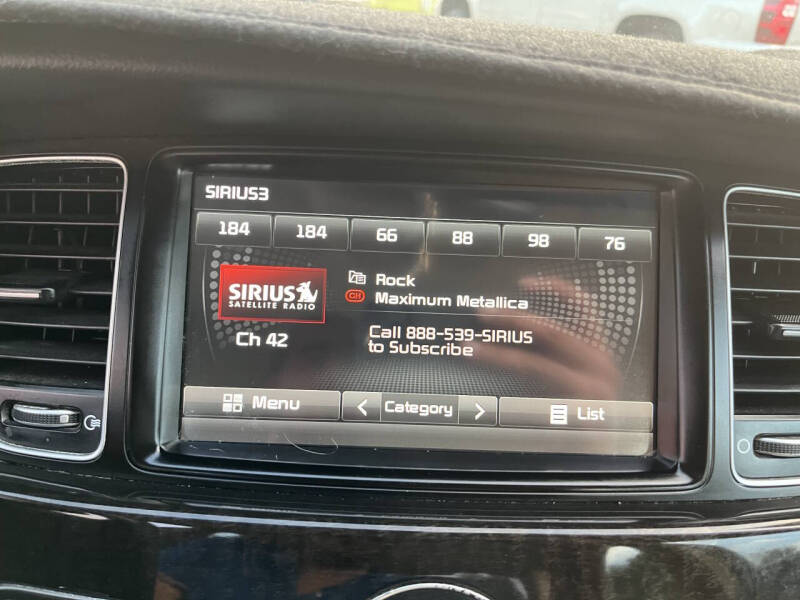 SIRIUS3
184 184 66 88 98 76
SIRIUS
SATELLITE RADIO
Ch 42
Rock
CH Maximum Metallica
Call 888-539-SIRIUS
to Subscribe
Menu < Category > List